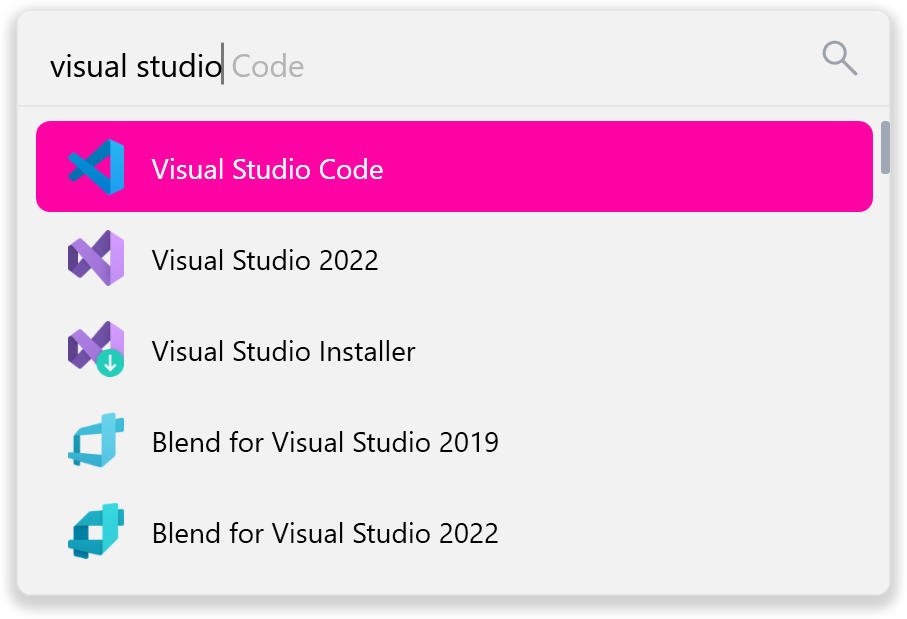 visual studio Code
Visual Studio Code
Visual Studio 2022
Visual Studio Installer
Blend for Visual Studio 2019
Blend for Visual Studio 2022